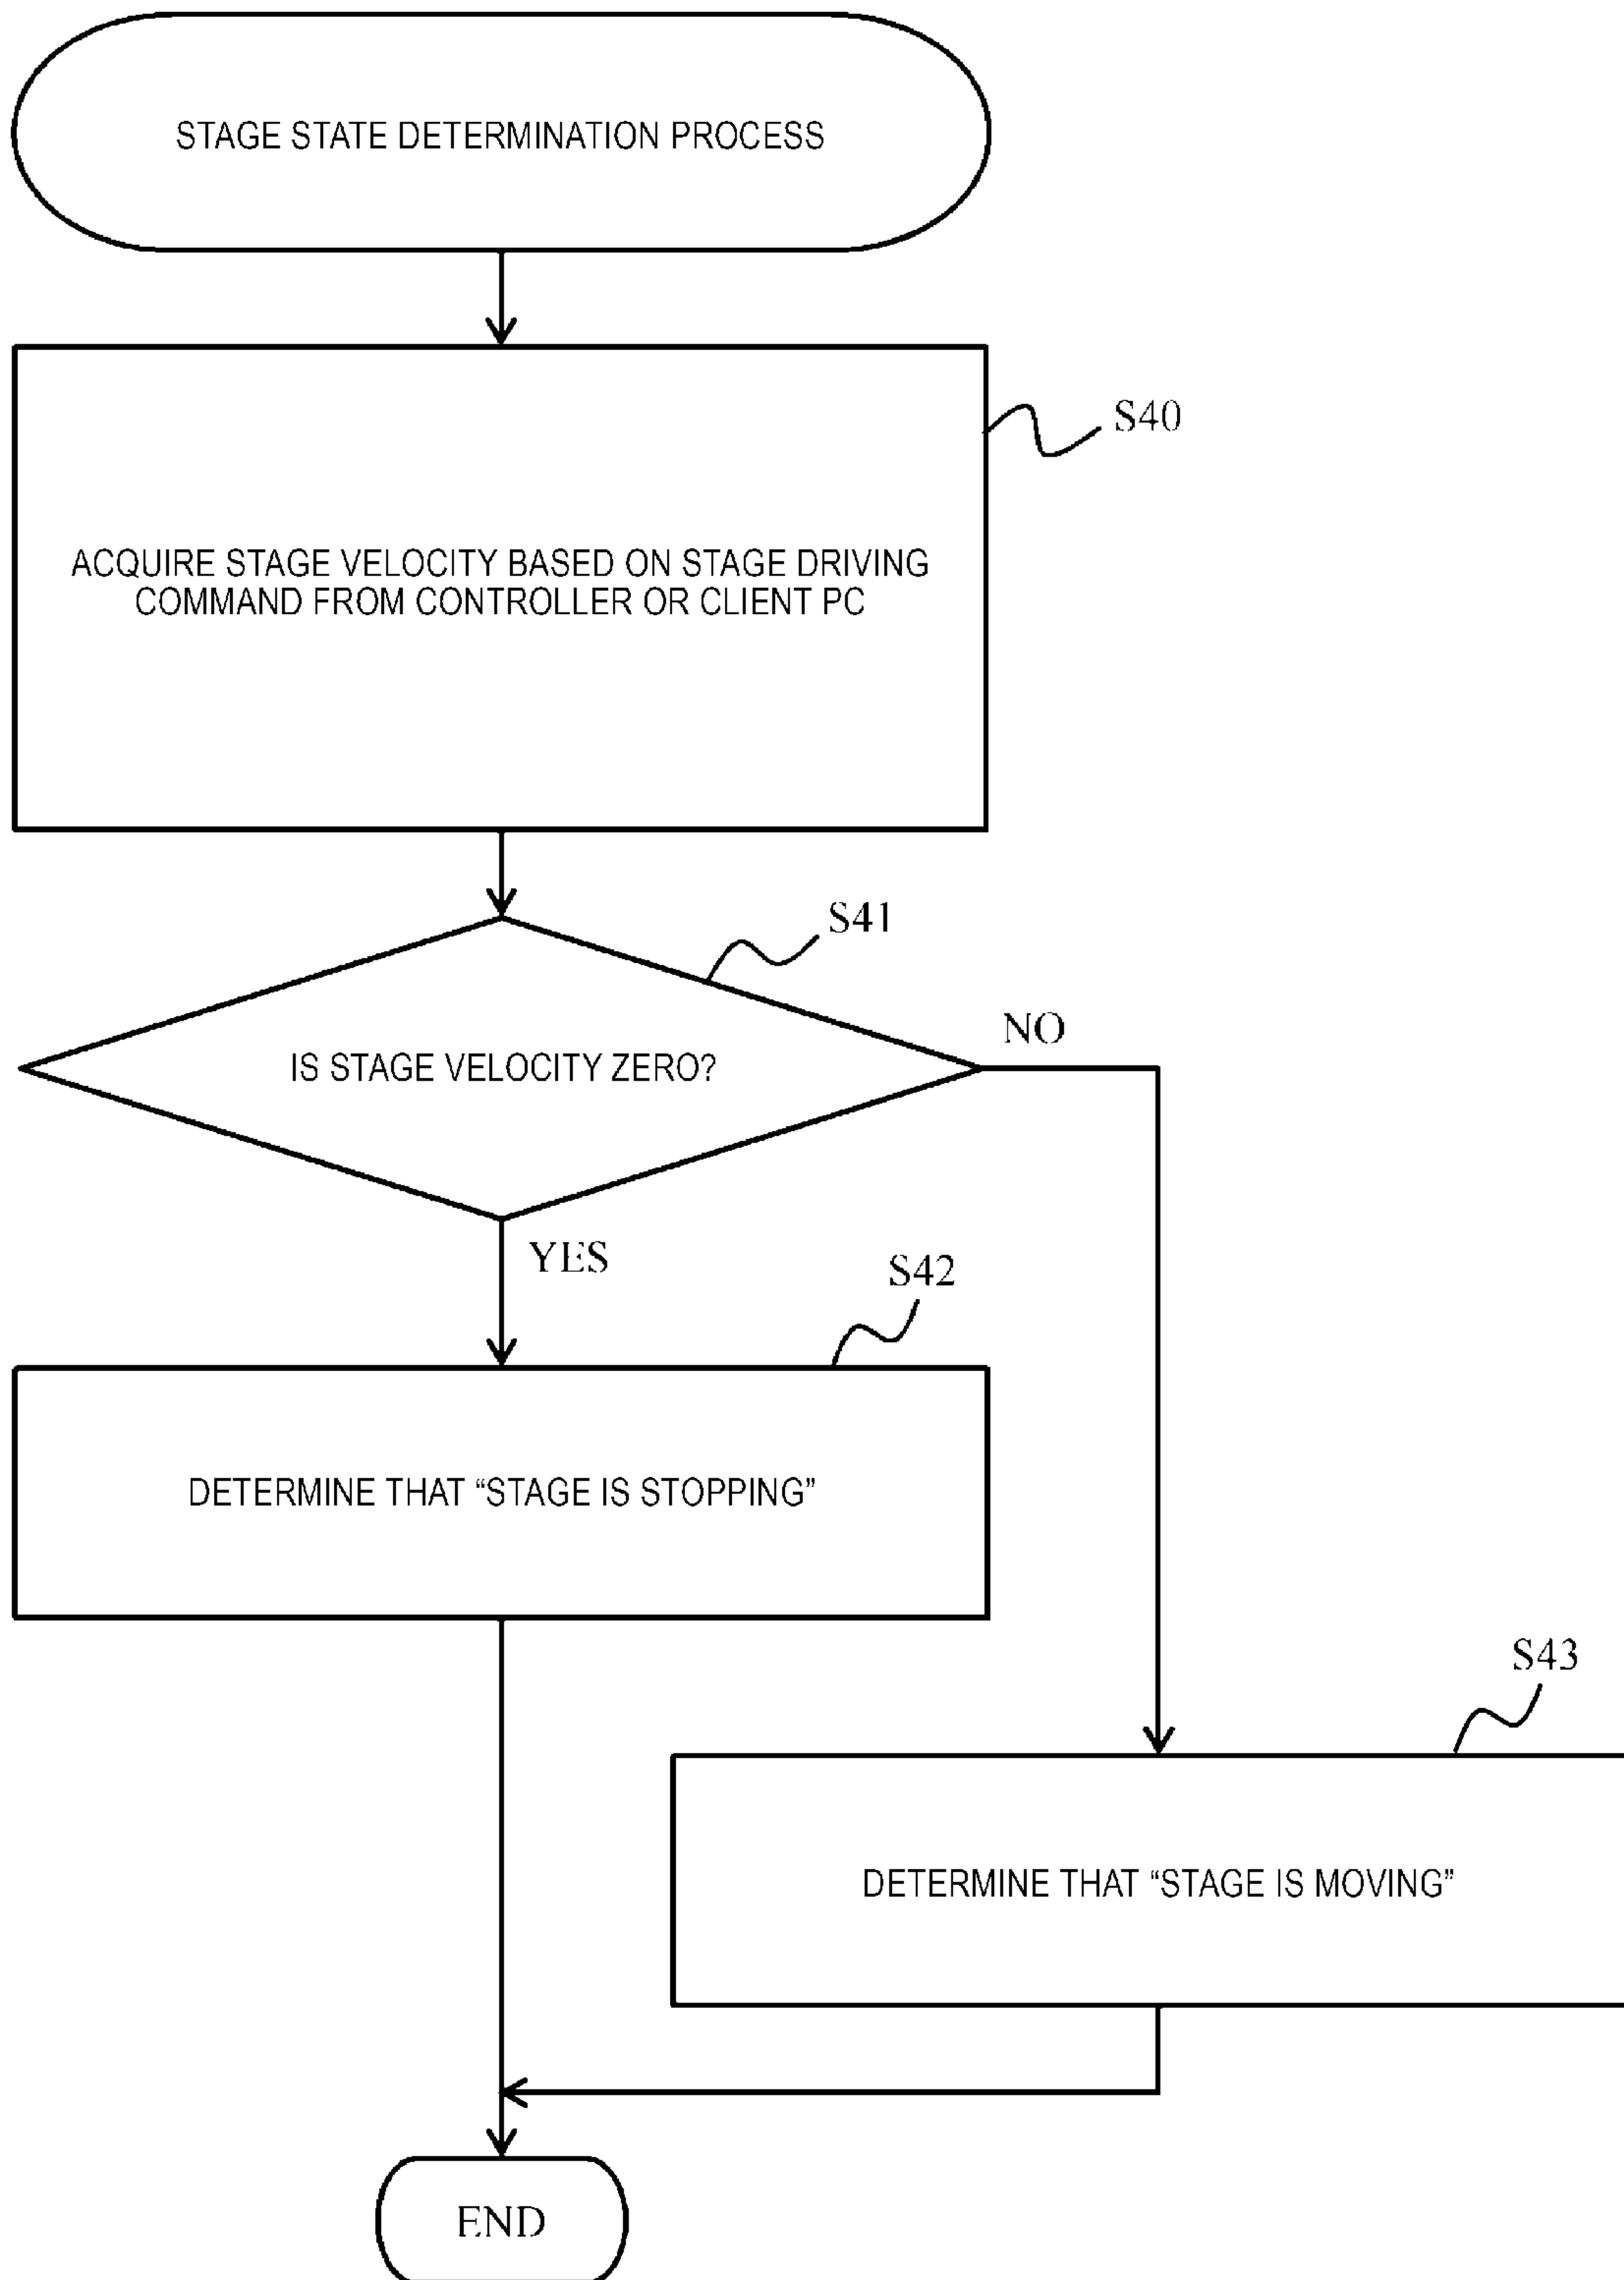 STAGE STATE DETERMINATION PROCESS
S40
ACQUIRE STAGE VELOCITY BASED ON STAGE DRIVING
COMMAND FROM CONTROLLER OR CLIENT PC
S41
IS STAGE VELOCITY ZERO?
NO
YES
S42
DETERMINE THAT “STAGE IS STOPPING”
S43
DETERMINE THAT “STAGE IS MOVING”
END